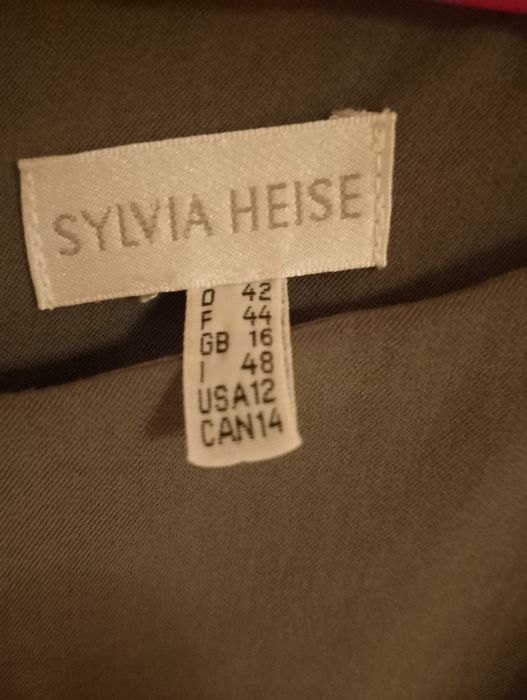 SYLVIA HEISE
D 42
F 44
GB 16
I 48
USA12
CAN14